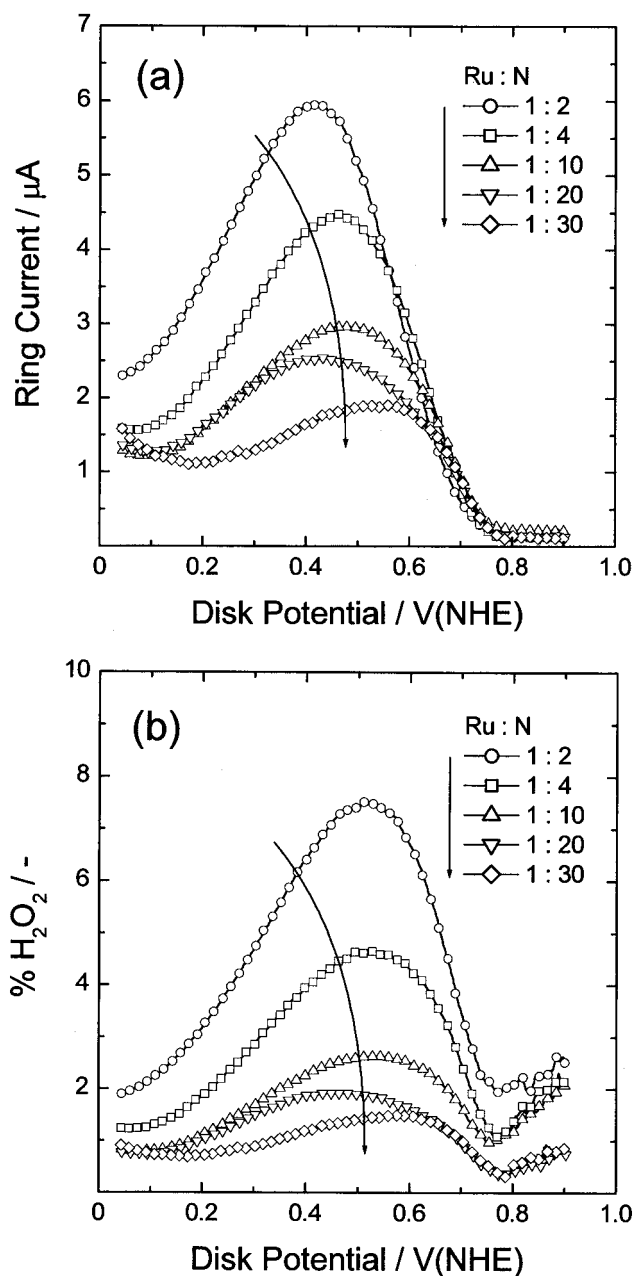 (a)
Ru : N
1 : 2
1 : 4
1 : 10
1 : 20
1 : 30
7
6
5
4
3
2
1
Ring Current / μA
0
0.2
0.4
0.6
0.8
1.0
Disk Potential / V(NHE)
(b)
Ru : N
1 : 2
1 : 4
1 : 10
1 : 20
1 : 30
10
8
6
4
2
% H₂O₂ / -
0
0.2
0.4
0.6
0.8
1.0
Disk Potential / V(NHE)